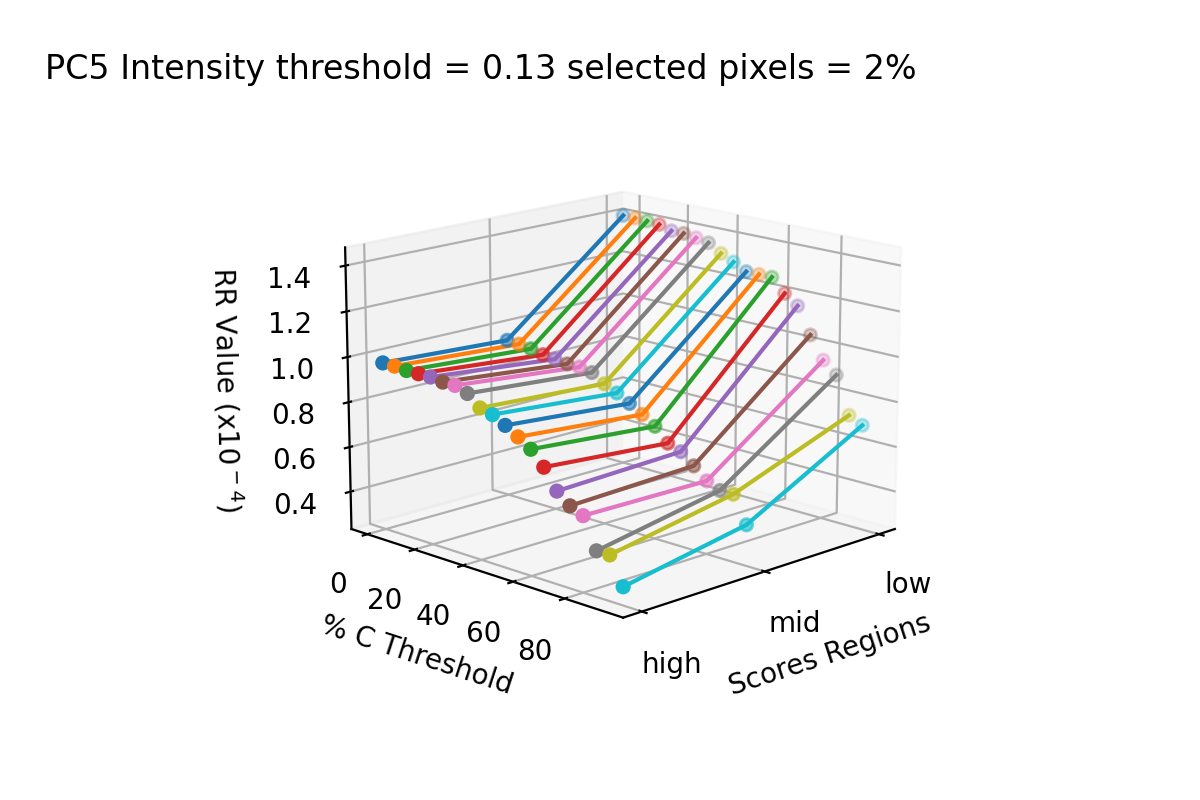 PC5 Intensity threshold = 0.13 selected pixels = 2%
RR Value (x10⁻⁴)
1.4
1.2
1.0
0.8
0.6
0.4
0
20
40
60
80
% C Threshold
high
mid
low
Scores Regions